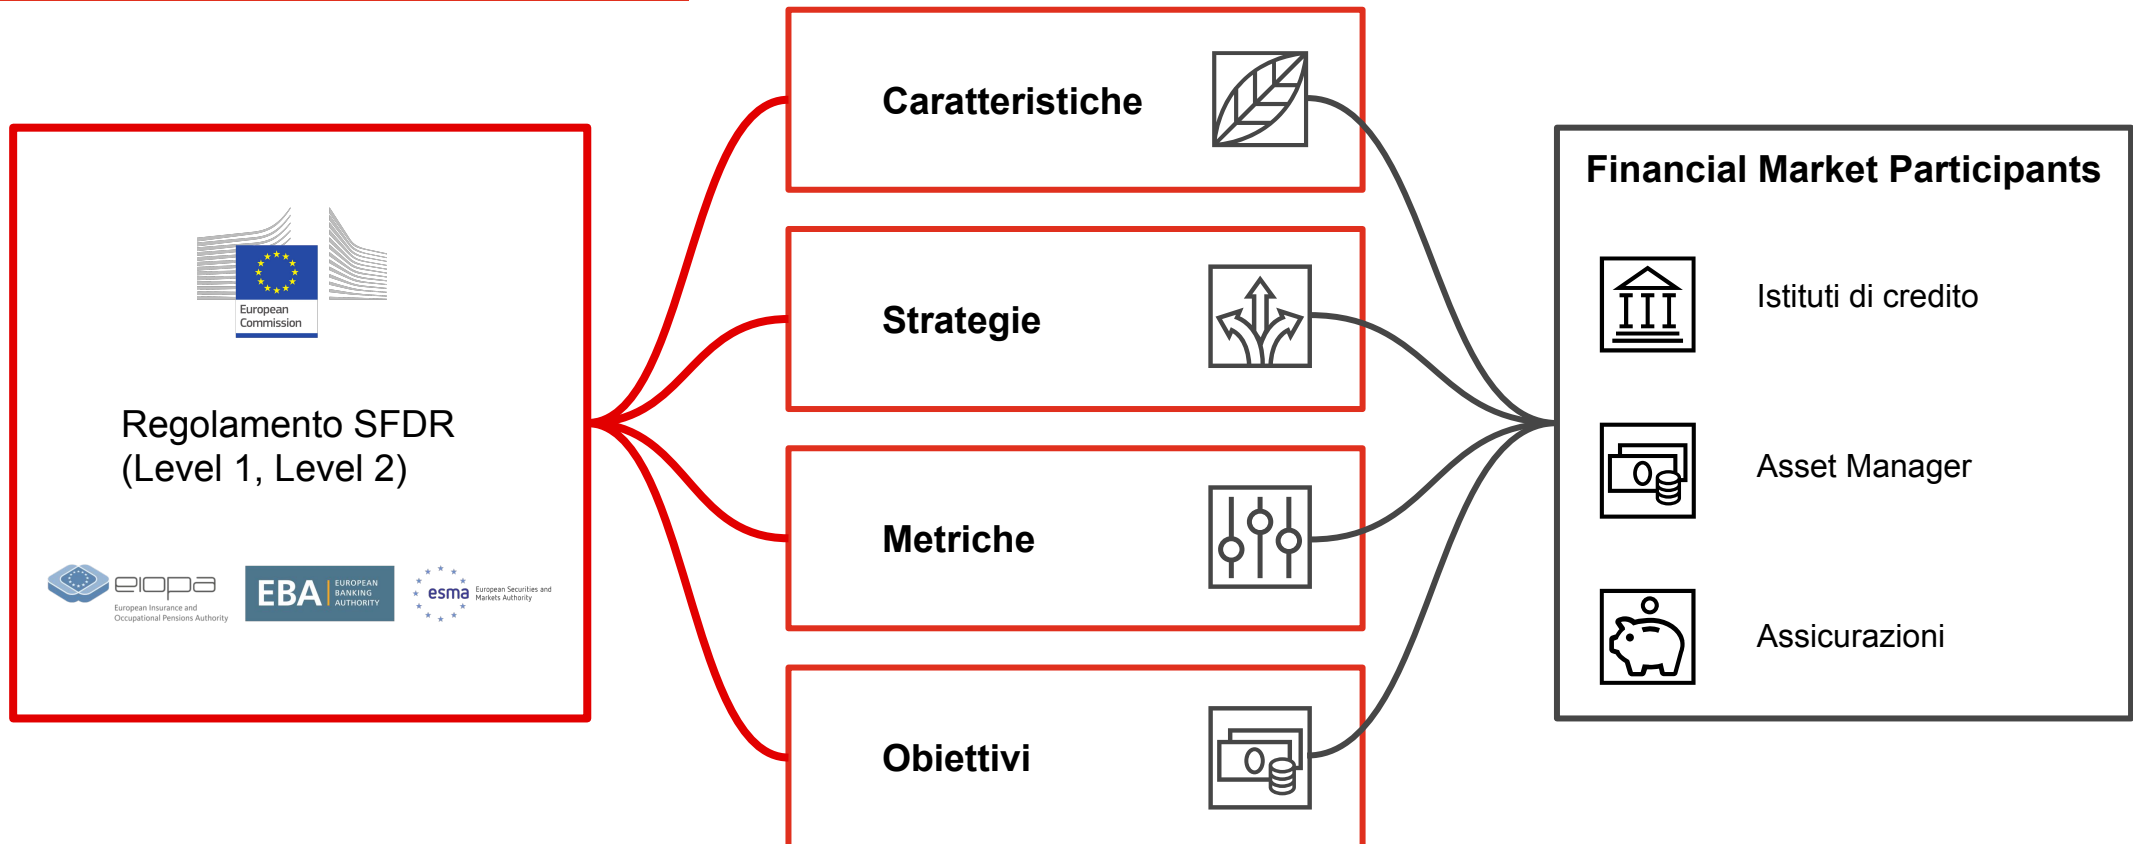 European
Commission
Regolamento SFDR
(Level 1, Level 2)
eiopa
European Insurance and
Occupational Pensions Authority
EBA
EUROPEAN
BANKING
AUTHORITY
esma
European Securities and
Markets Authority
Caratteristiche
Strategie
Metriche
Obiettivi
Financial Market Participants
Istituti di credito
Asset Manager
Assicurazioni